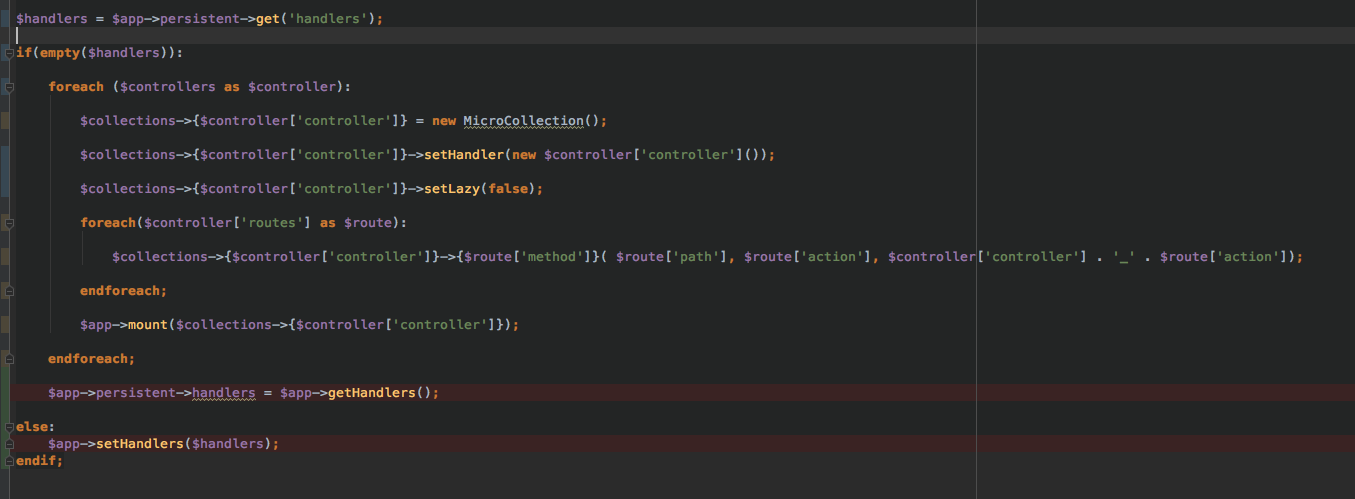 $handlers = $app->persistent->get('handlers');
if(empty($handlers)):
foreach ($controllers as $controller):
$collections->{$controller['controller']} = new MicroCollection();
$collections->{$controller['controller']}->setHandler(new $controller['controller']());
$collections->{$controller['controller']}->setLazy(false);
foreach($controller['routes'] as $route):
$collections->{$controller['controller']}->{$route['method']}( $route['path'], $route['action'], $controller['controller'] . '_' . $route['action']);
endforeach;
$app->mount($collections->{$controller['controller']});
endforeach;
$app->persistent->handlers = $app->getHandlers();
else:
$app->setHandlers($handlers);
endif;